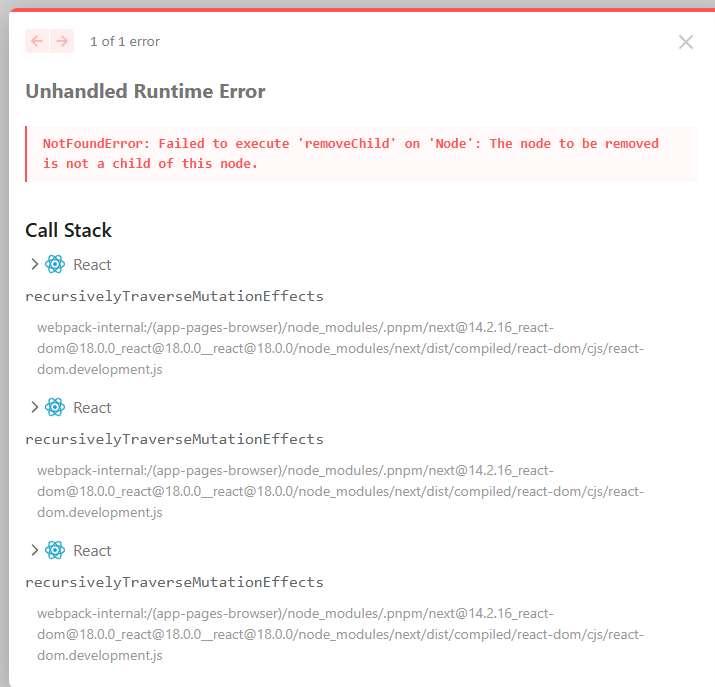 1 of 1 error
Unhandled Runtime Error
NotFoundError: Failed to execute 'removeChild' on 'Node': The node to be removed
is not a child of this node.
Call Stack
React
recursivelyTraverseMutationEffects
webpack-internal:/(app-pages-browser)/node_modules/.pnpm/next@14.2.16_react-
dom@18.0.0_react@18.0.0__react@18.0.0/node_modules/next/dist/compiled/react-dom/cjs/react-
dom.development.js
React
recursivelyTraverseMutationEffects
webpack-internal:/(app-pages-browser)/node_modules/.pnpm/next@14.2.16_react-
dom@18.0.0_react@18.0.0__react@18.0.0/node_modules/next/dist/compiled/react-dom/cjs/react-
dom.development.js
React
recursivelyTraverseMutationEffects
webpack-internal:/(app-pages-browser)/node_modules/.pnpm/next@14.2.16_react-
dom@18.0.0_react@18.0.0__react@18.0.0/node_modules/next/dist/compiled/react-dom/cjs/react-
dom.development.js